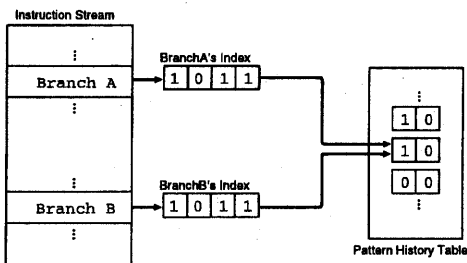 Instruction Stream
⋮
BranchA's Index
Branch A
1 0 1 1
⋮
⋮
1 0
1 0
BranchB's Index
0 0
Branch B
1 0 1 1
⋮
⋮
Pattern History Table